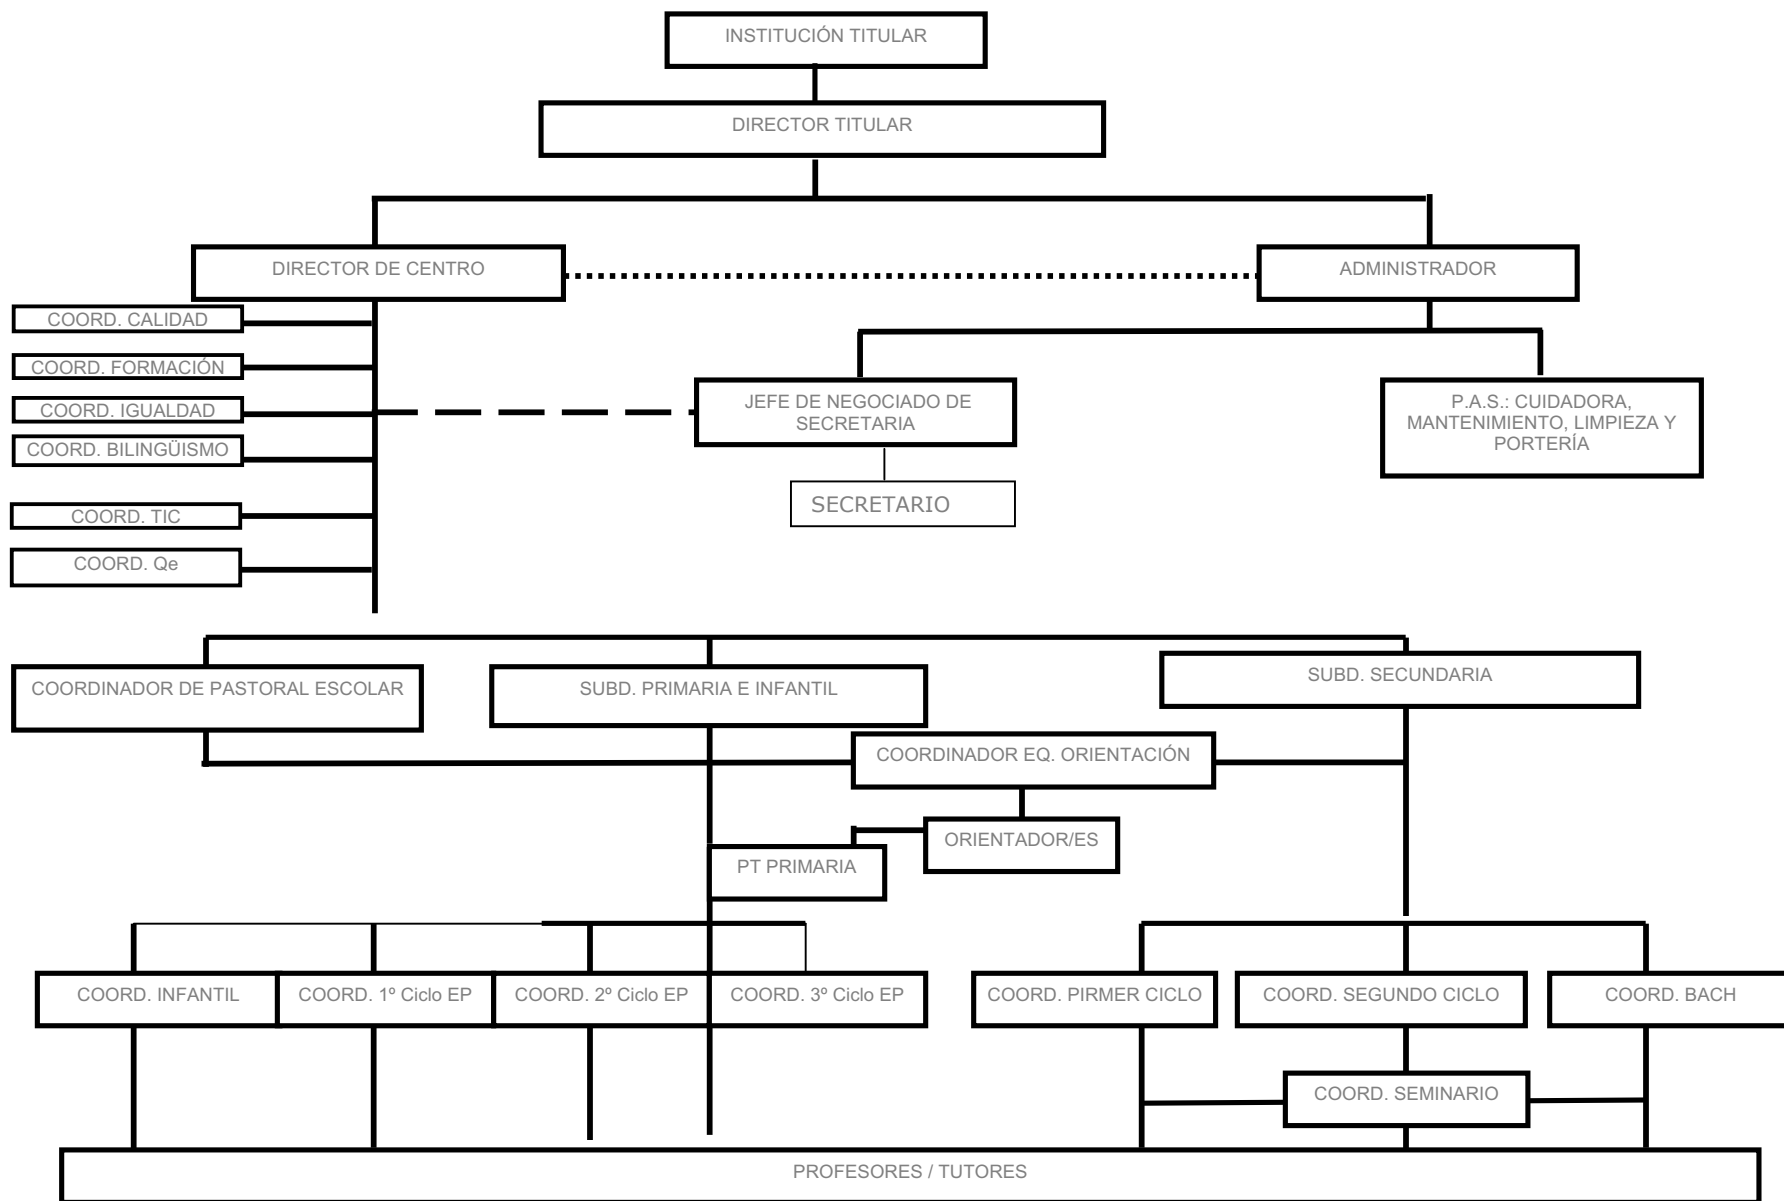 INSTITUCIÓN TITULAR
DIRECTOR TITULAR
DIRECTOR DE CENTRO
ADMINISTRADOR
COORD. CALIDAD
COORD. FORMACIÓN
COORD. IGUALDAD
COORD. BILINGÜISMO
COORD. TIC
COORD. Qe
JEFE DE NEGOCIADO DE
SECRETARIA
P.A.S.: CUIDADORA,
MANTENIMIENTO, LIMPIEZA Y
PORTERÍA
SECRETARIO
COORDINADOR DE PASTORAL ESCOLAR
SUBD. PRIMARIA E INFANTIL
SUBD. SECUNDARIA
COORDINADOR EQ. ORIENTACIÓN
ORIENTADOR/ES
PT PRIMARIA
COORD. INFANTIL
COORD. 1º Ciclo EP
COORD. 2º Ciclo EP
COORD. 3º Ciclo EP
COORD. PIRMER CICLO
COORD. SEGUNDO CICLO
COORD. BACH
COORD. SEMINARIO
PROFESORES / TUTORES